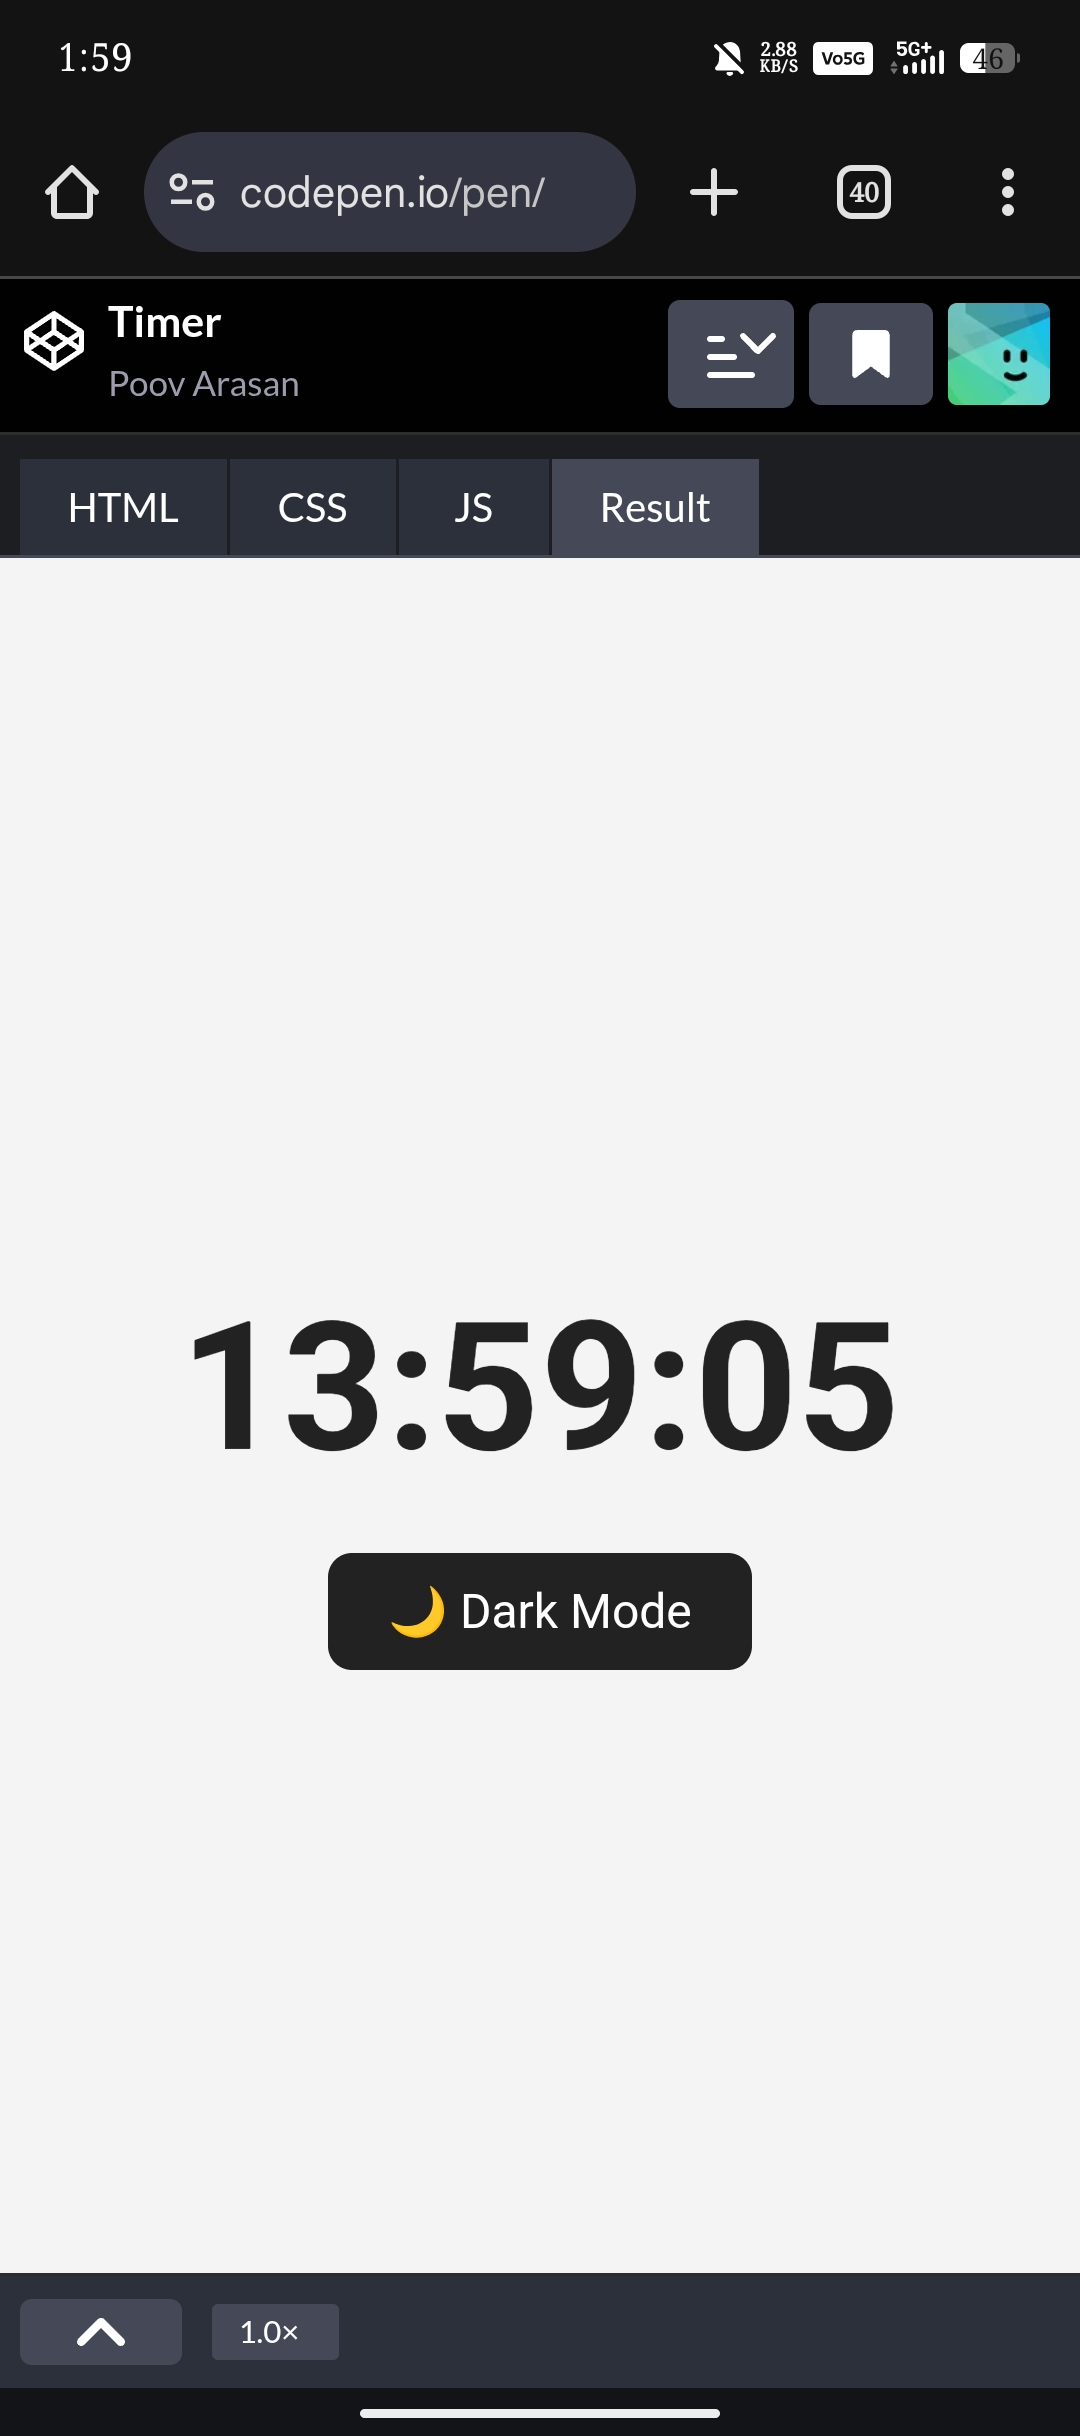 1:59
2.88
KB/S
Vo5G
5G+
46
codepen.io/pen/
40
Timer
Poov Arasan
HTML CSS JS Result
13:59:05
🌙 Dark Mode
1.0×